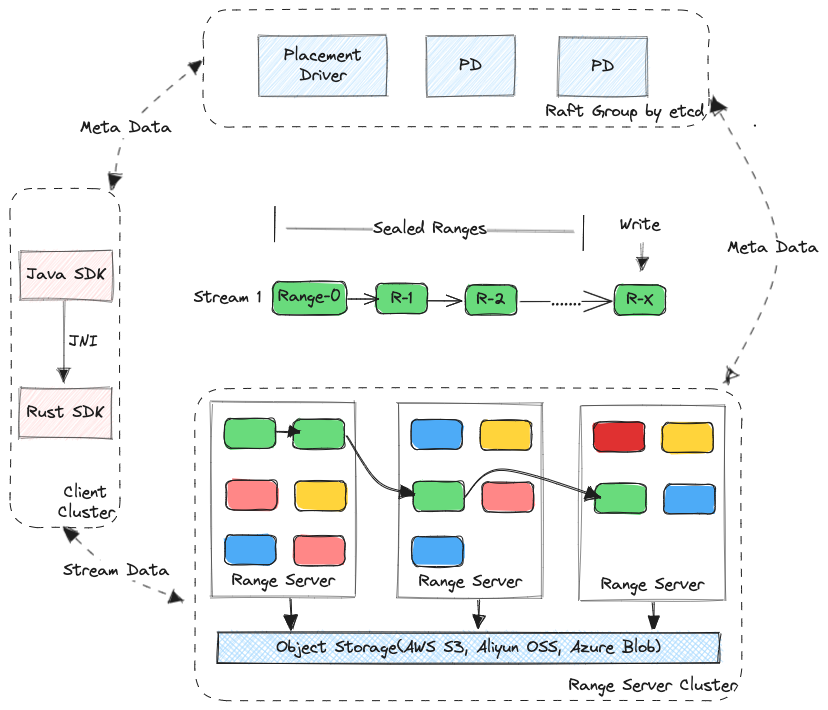 Placement
Driver
PD
PD
Raft Group by etcd
Meta Data
Meta Data
Sealed Ranges
Write
Stream 1
Range-0
R-1
R-2
.......
R-X
Java SDK
JNI
Rust SDK
Client
Cluster
Stream Data
Range Server
Range Server
Range Server
Object Storage(AWS S3, Aliyun OSS, Azure Blob)
Range Server Cluster